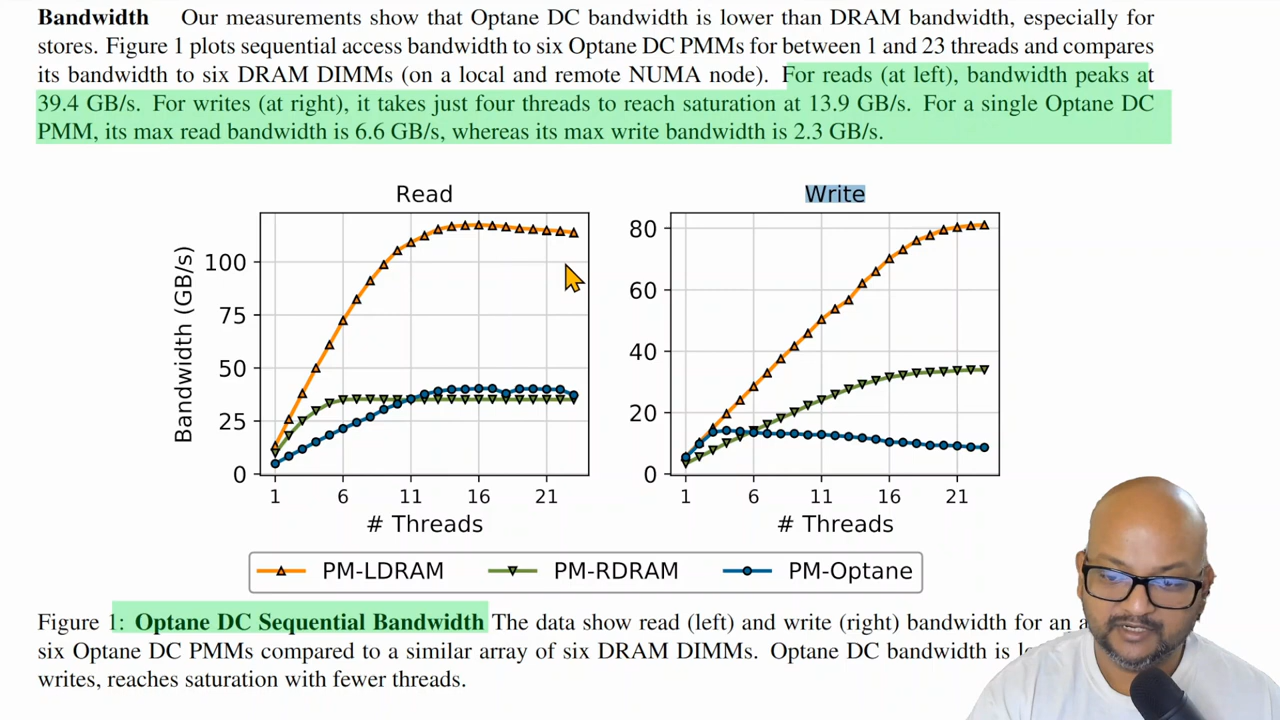 Bandwidth Our measurements show that Optane DC bandwidth is lower than DRAM bandwidth, especially for
stores. Figure 1 plots sequential access bandwidth to six Optane DC PMMs for between 1 and 23 threads and compares
its bandwidth to six DRAM DIMMs (on a local and remote NUMA node). For reads (at left), bandwidth peaks at
39.4 GB/s. For writes (at right), it takes just four threads to reach saturation at 13.9 GB/s. For a single Optane DC
PMM, its max read bandwidth is 6.6 GB/s, whereas its max write bandwidth is 2.3 GB/s.
Read
Bandwidth (GB/s)
100
75
50
25
0
1 6 11 16 21
# Threads
Write
80
60
40
20
0
1 6 11 16 21
# Threads
PM-LDRAM PM-RDRAM PM-Optane
Figure 1: Optane DC Sequential Bandwidth The data show read (left) and write (right) bandwidth for an
six Optane DC PMMs compared to a similar array of six DRAM DIMMs. Optane DC bandwidth is
writes, reaches saturation with fewer threads.